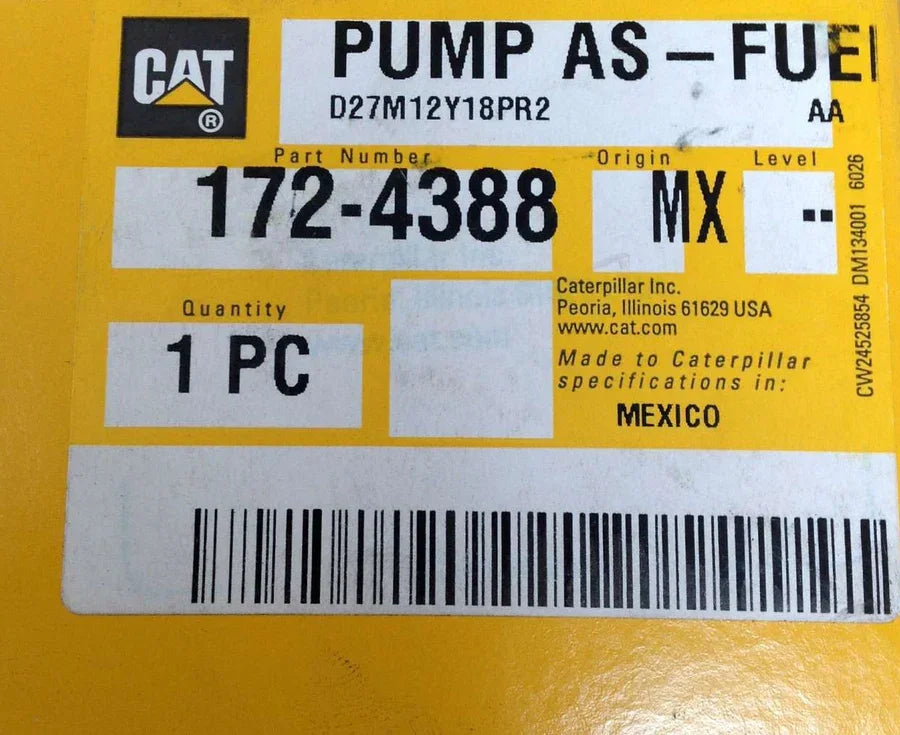 CAT
®
PUMP AS – FUEL
D27M12Y18PR2 AA
Part Number Origin Level
172-4388 MX --
Quantity
1 PC
Caterpillar Inc.
Peoria, Illinois 61629 USA
www.cat.com
Made to Caterpillar
specifications in:
MEXICO
CW24525854 DM134001 6026